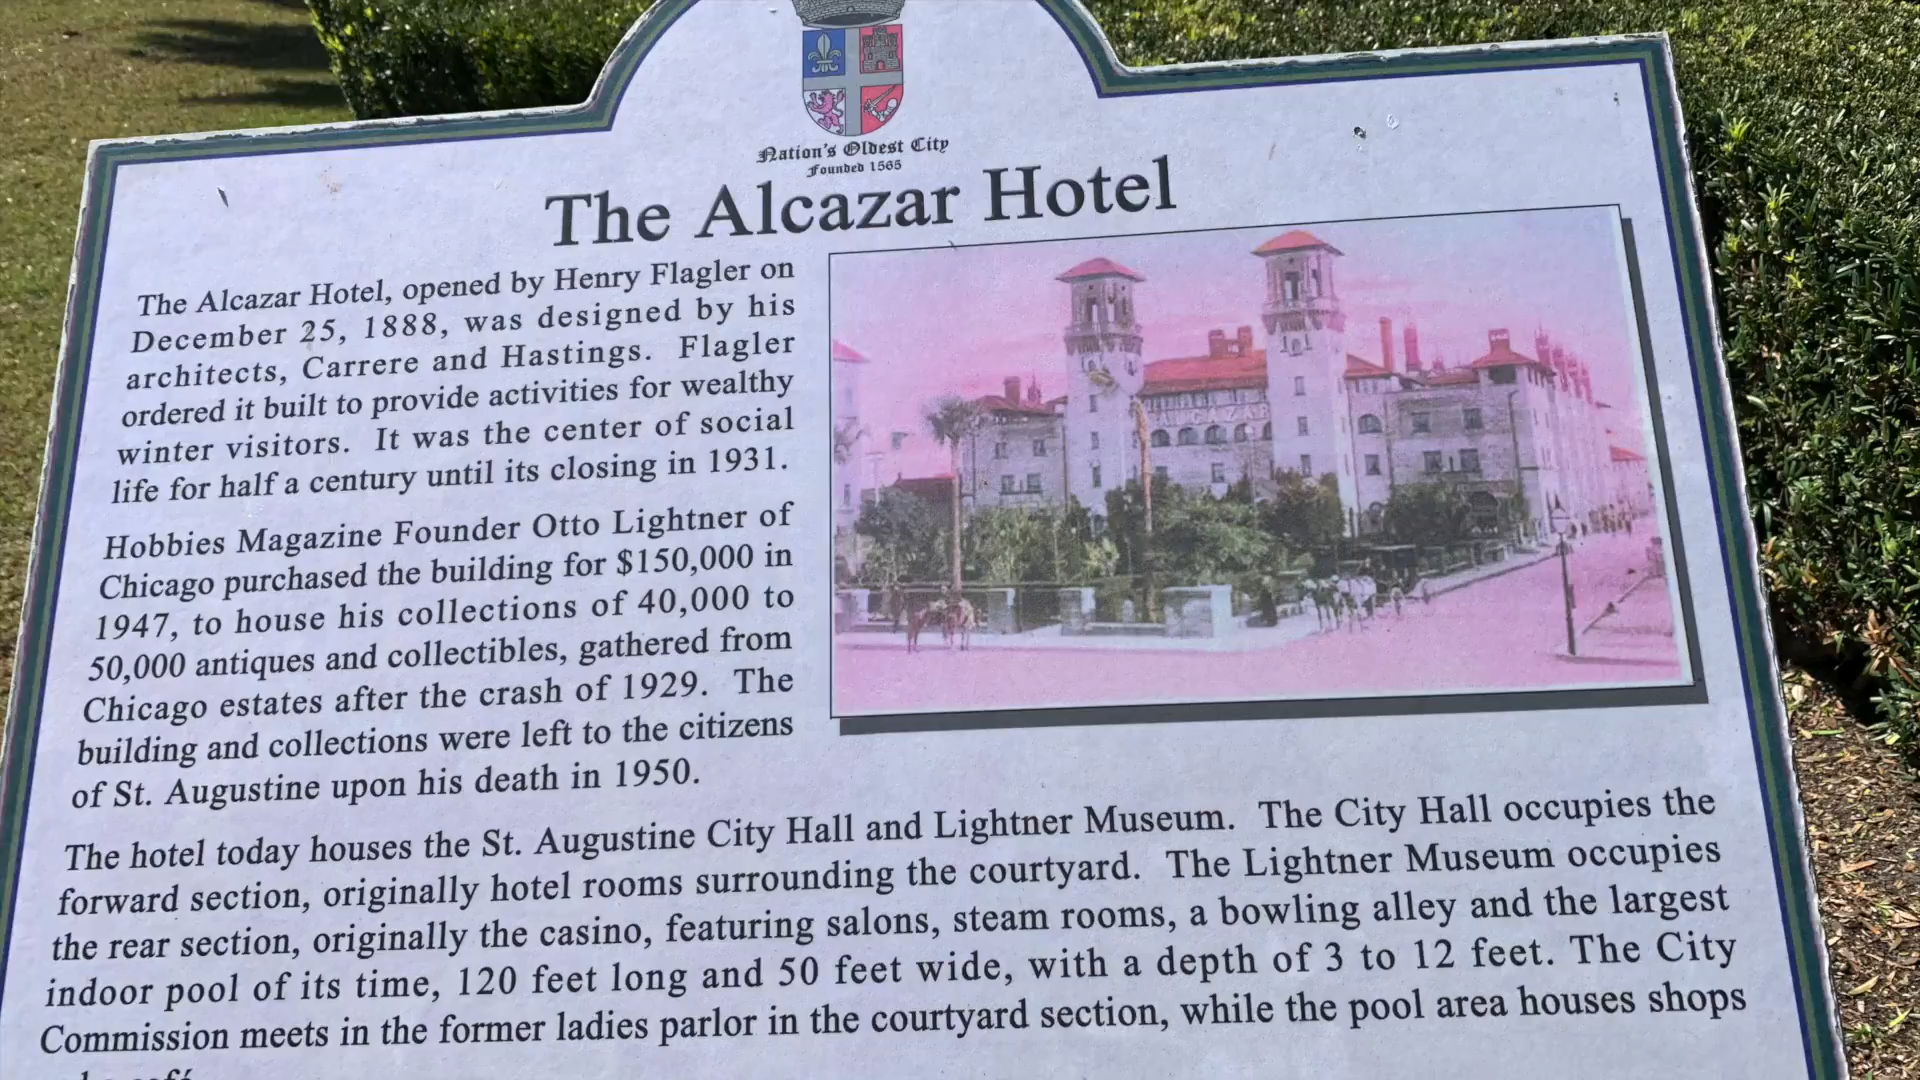 Nation's Oldest City
Founded 1565
The Alcazar Hotel
The Alcazar Hotel, opened by Henry Flagler on
December 25, 1888, was designed by his
architects, Carrere and Hastings. Flagler
ordered it built to provide activities for wealthy
winter visitors. It was the center of social
life for half a century until its closing in 1931.
Hobbies Magazine Founder Otto Lightner of
Chicago purchased the building for $150,000 in
1947, to house his collections of 40,000 to
50,000 antiques and collectibles, gathered from
Chicago estates after the crash of 1929. The
building and collections were left to the citizens
of St. Augustine upon his death in 1950.
The hotel today houses the St. Augustine City Hall and Lightner Museum. The City Hall occupies the
forward section, originally hotel rooms surrounding the courtyard. The Lightner Museum occupies
the rear section, originally the casino, featuring salons, steam rooms, a bowling alley and the largest
indoor pool of its time, 120 feet long and 50 feet wide, with a depth of 3 to 12 feet. The City
Commission meets in the former ladies parlor in the courtyard section, while the pool area houses shops